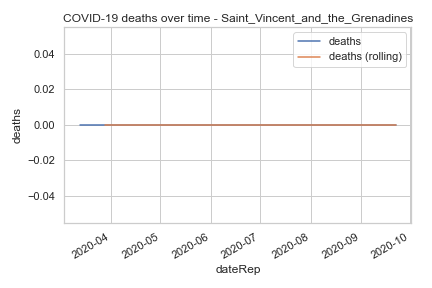 COVID-19 deaths over time - Saint_Vincent_and_the_Grenadines
deaths
deaths (rolling)
0.04
0.02
0.00
−0.02
−0.04
deaths
2020-04
2020-05
2020-06
2020-07
2020-08
2020-09
2020-10
dateRep